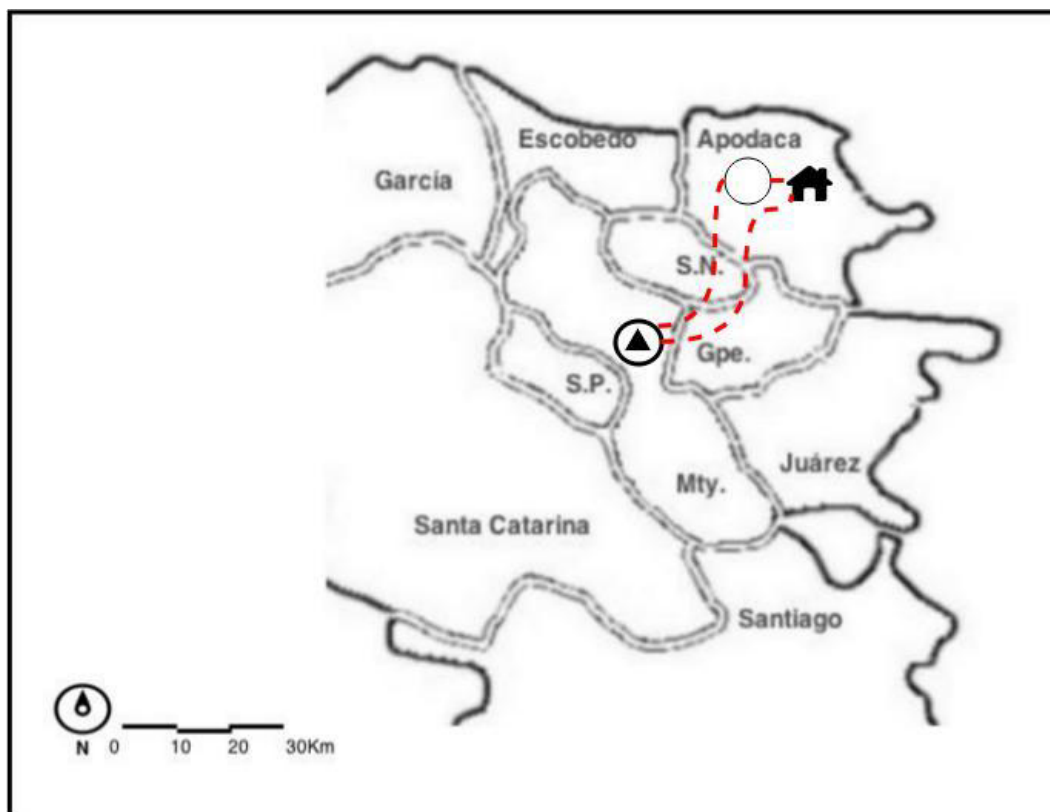 Escobedo
Apodaca
García
S.N.
Gpe.
S.P.
Juárez
Mty.
Santa Catarina
Santiago
N 0 10 20 30Km